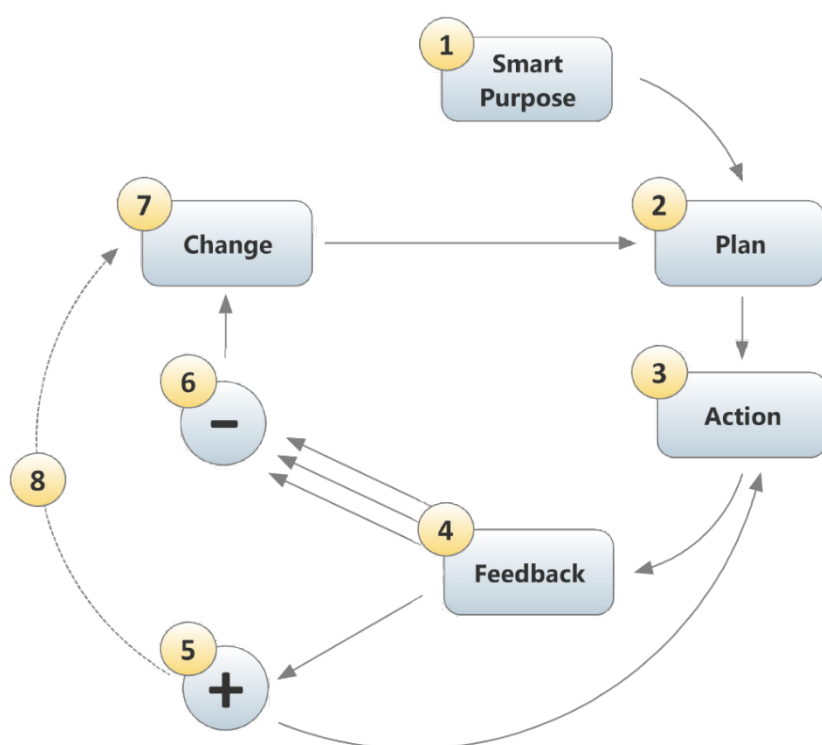 1
Smart
Purpose
7
Change
2
Plan
6
-
3
Action
8
4
Feedback
5
+